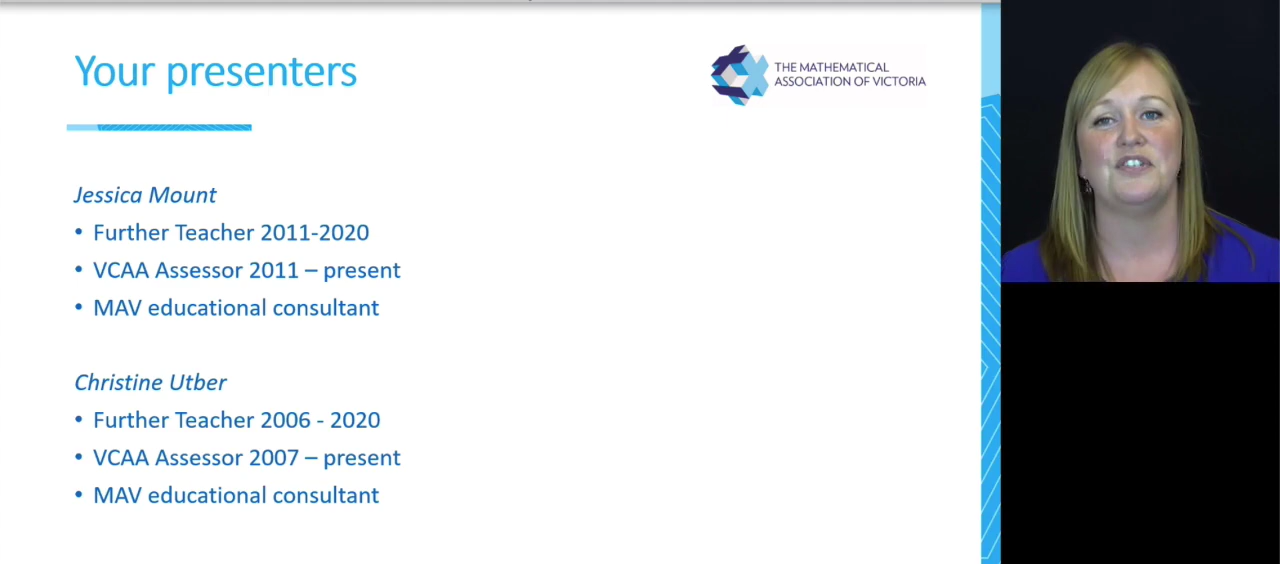 Your presenters
THE MATHEMATICAL
ASSOCIATION OF VICTORIA
Jessica Mount
• Further Teacher 2011-2020
• VCAA Assessor 2011 – present
• MAV educational consultant
Christine Utber
• Further Teacher 2006 - 2020
• VCAA Assessor 2007 – present
• MAV educational consultant